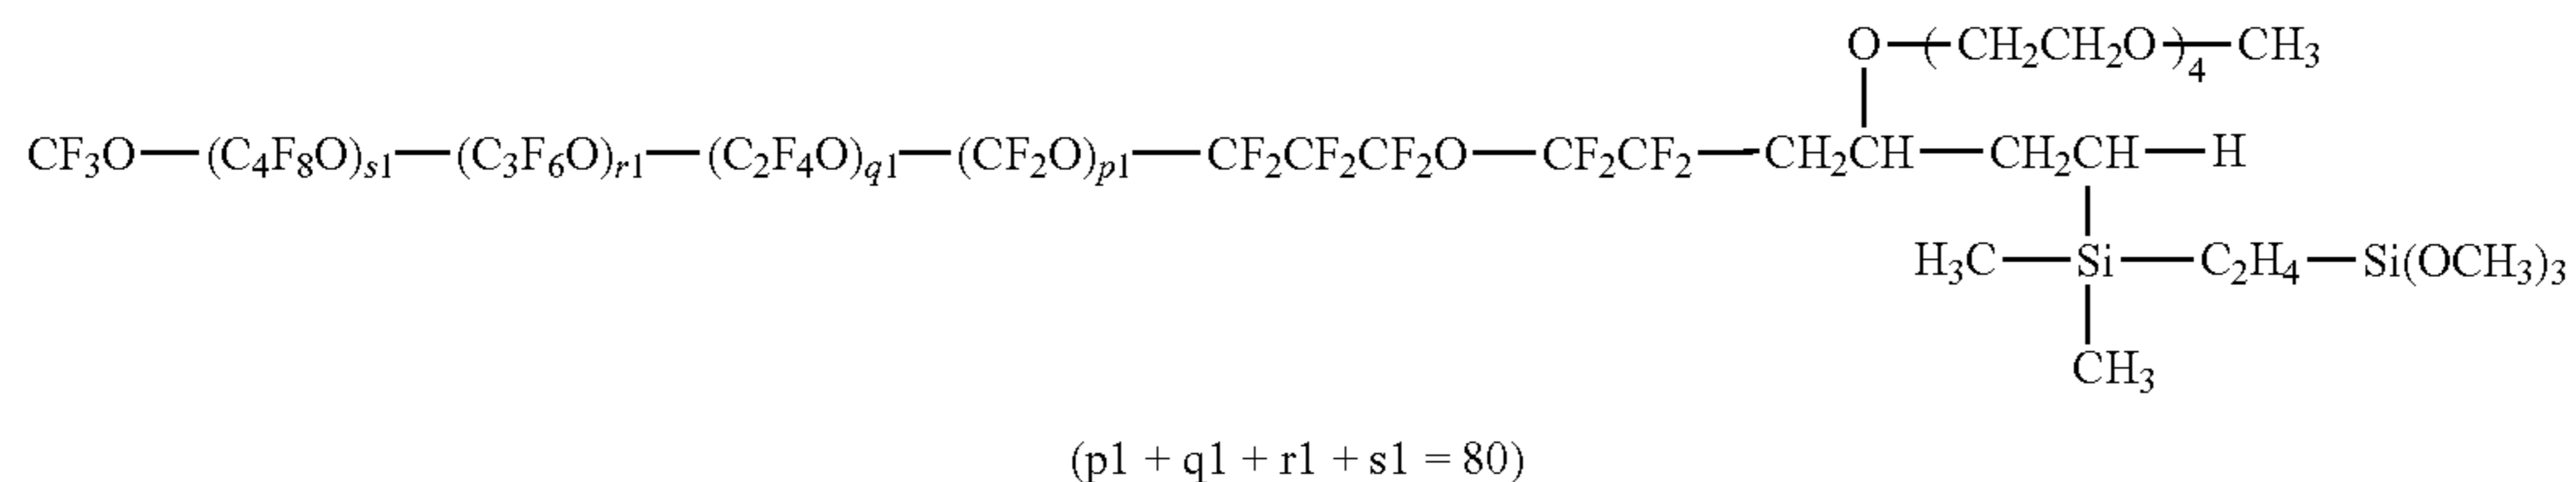 O—(CH₂CH₂O)₄—CH₃
CF₃O—(C₄F₈O)ₛ₁—(C₃F₆O)ᵣ₁—(C₂F₄O)q1—(CF₂O)ₚ₁—CF₂CF₂CF₂O—CF₂CF₂—CH₂CH—CH₂CH—H
H₃C—Si—C₂H₄—Si(OCH₃)₃
CH₃
(p1 + q1 + r1 + s1 = 80)